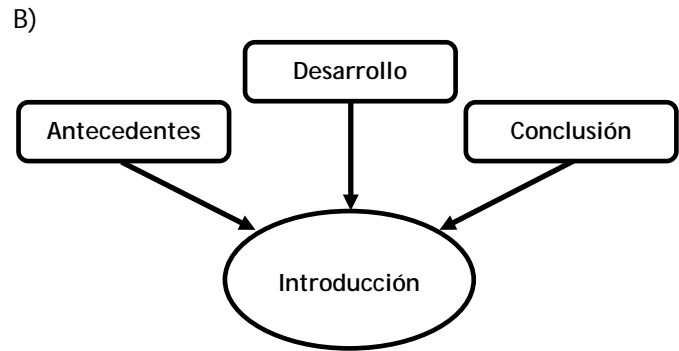 B)
Desarrollo
Antecedentes
Conclusión
Introducción